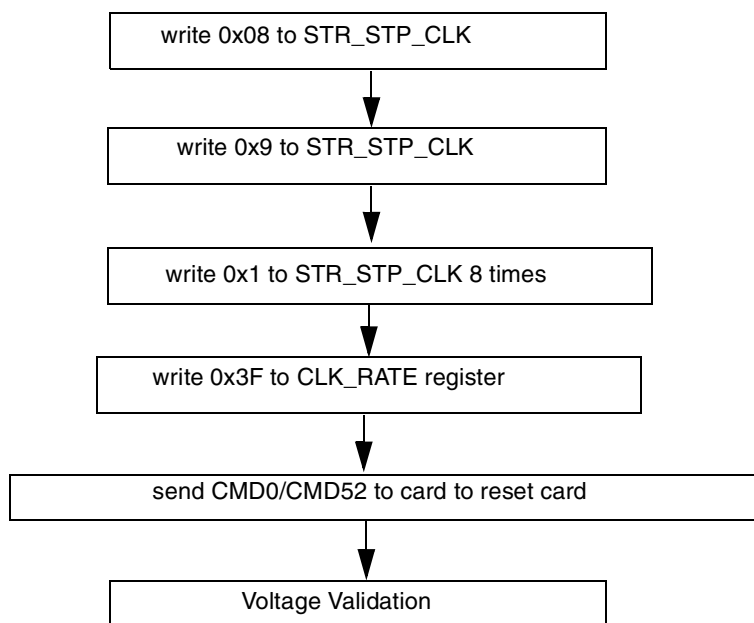 write 0x08 to STR_STP_CLK
write 0x9 to STR_STP_CLK
write 0x1 to STR_STP_CLK 8 times
write 0x3F to CLK_RATE register
send CMD0/CMD52 to card to reset card
Voltage Validation